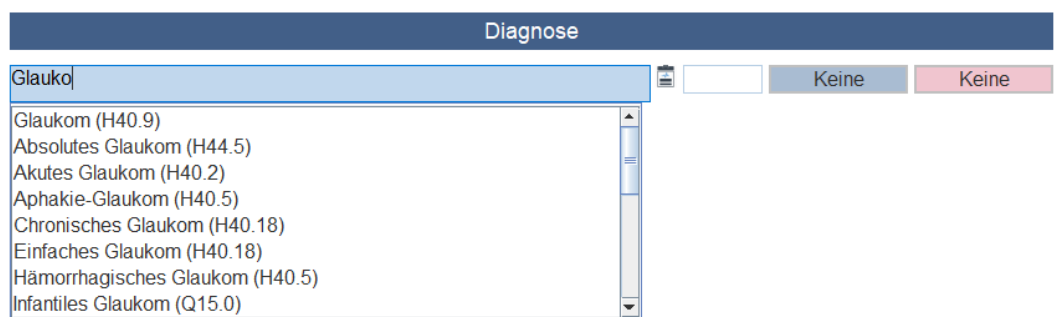 Diagnose
Glauko Keine Keine
Glaukom (H40.9)
Absolutes Glaukom (H44.5)
Akutes Glaukom (H40.2)
Aphakie-Glaukom (H40.5)
Chronisches Glaukom (H40.18)
Einfaches Glaukom (H40.18)
Hämorrhagisches Glaukom (H40.5)
Infantiles Glaukom (Q15.0)